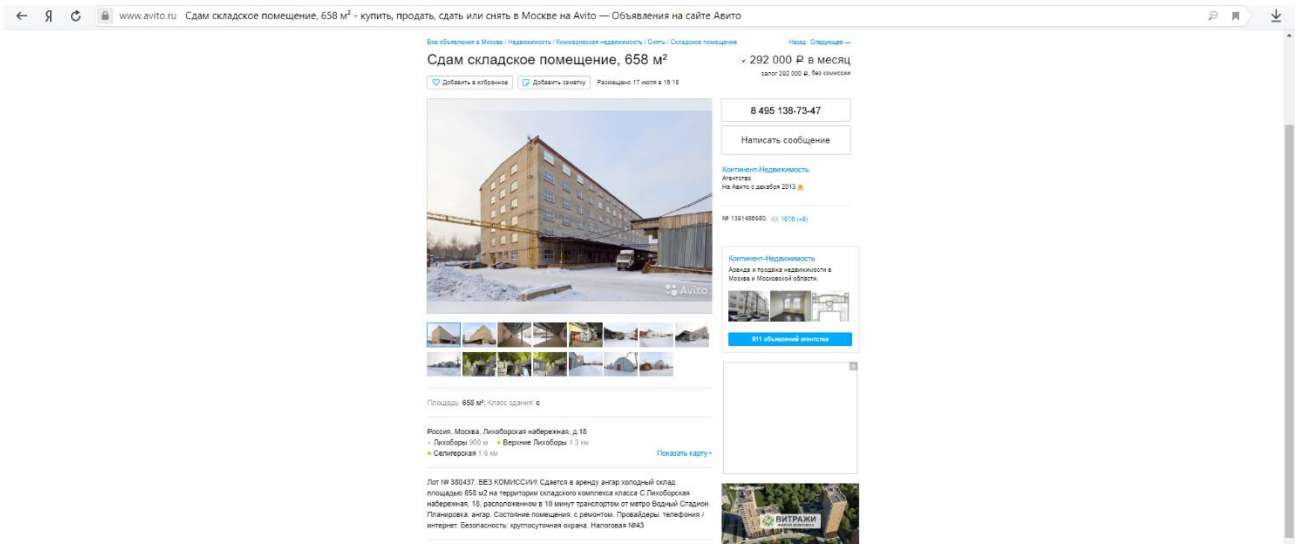 Я www.avito.ru Сдам складское помещение, 658 м² - купить, продать, сдать или снять в Москве на Avito — Объявления на сайте Авито
Все объявления в Москве / Недвижимость / Коммерческая недвижимость / Снять / Складское помещение
Назад Следующее →
Сдам складское помещение, 658 м²
292 000 ₽ в месяц
залог 292 000 ₽, без комиссии
Добавить в избранное Добавить заметку Размещено 17 июля в 16:18
8 495 138-73-47
Написать сообщение
Континент-Недвижимость
Агентство
На Авито с декабря 2013
№ 1391486980, 1076 (+9)
Avito
Континент-Недвижимость
Аренда и продажа недвижимости в
Москве и Московской области.
911 объявлений агентства
Площадь: 658 м²; Класс здания: c
Россия, Москва, Лихоборская набережная, д.18
Лихоборы 900 м Верхние Лихоборы 1.3 км
Селигерская 1.6 км
Показать карту
Лот № 380437. БЕЗ КОМИССИИ! Сдается в аренду ангар холодный склад
площадью 658 м2 на территории складского комплекса класса С Лихоборская
набережная, 18, расположенном в 10 минут транспортом от метро Водный Стадион.
Планировка: ангар. Состояние помещения: с ремонтом. Провайдеры: телефония /
интернет. Безопасность: круглосуточная охрана. Налоговая №43
ВИТРАЖИ